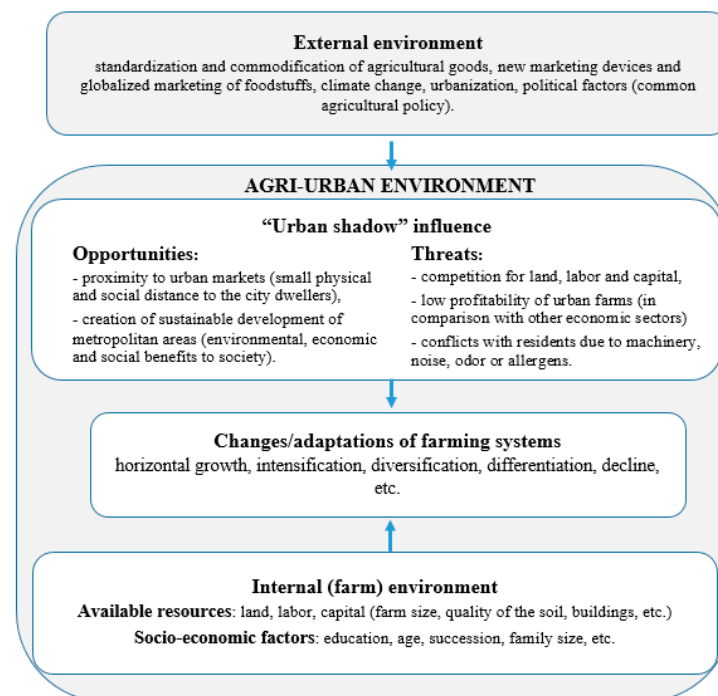 External environment
standardization and commodification of agricultural goods, new marketing devices and
globalized marketing of foodstuffs, climate change, urbanization, political factors (common
agricultural policy).
AGRI-URBAN ENVIRONMENT
“Urban shadow” influence
Opportunities:
- proximity to urban markets (small physical
and social distance to the city dwellers),
- creation of sustainable development of
metropolitan areas (environmental, economic
and social benefits to society).
Threats:
- competition for land, labor and capital,
- low profitability of urban farms (in
comparison with other economic sectors)
- conflicts with residents due to machinery,
noise, odor or allergens.
Changes/adaptations of farming systems
horizontal growth, intensification, diversification, differentiation, decline,
etc.
Internal (farm) environment
Available resources: land, labor, capital (farm size, quality of the soil, buildings, etc.)
Socio-economic factors: education, age, succession, family size, etc.